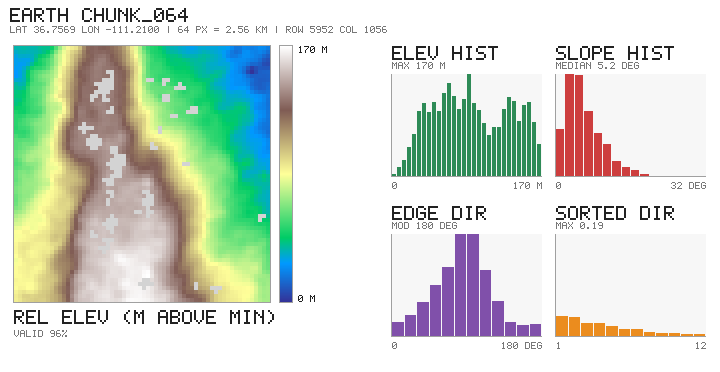 EARTH CHUNK_064
LAT 36.7569 LON -111.2100 | 64 PX = 2.56 KM | ROW 5952 COL 1056
170 M
0 M
REL ELEV (M ABOVE MIN)
VALID 96%
ELEV HIST
MAX 170 M
0 170 M
SLOPE HIST
MEDIAN 5.2 DEG
0 32 DEG
EDGE DIR
MOD 180 DEG
0 180 DEG
SORTED DIR
MAX 0.19
1 12